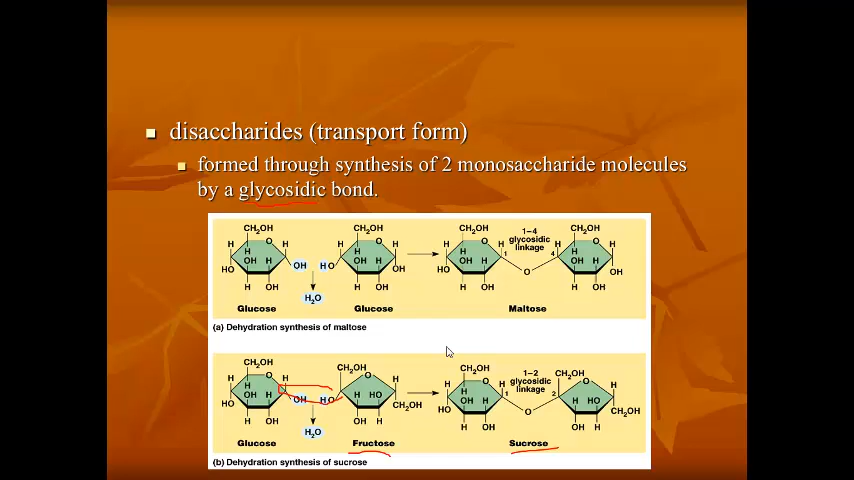 disaccharides (transport form)
formed through synthesis of 2 monosaccharide molecules
by a glycosidic bond.
CH2OH CH2OH CH2OH 1–4 CH2OH
glycosidic
linkage
H O H H O H H O H H O H
H H H 1 4 H
OH H OH HO OH H OH H O OH H
HO OH HO OH
H OH H OH H OH H OH
H2O
Glucose Glucose Maltose
(a) Dehydration synthesis of maltose
CH2OH CH2OH CH2OH 1–2 CH2OH
glycosidic
linkage
H O H O H H O H O H
H H 1 2
OH H OH HO H HO OH H O H HO
HO CH2OH HO CH2OH
H OH OH H H OH OH H
H2O
Glucose Fructose Sucrose
(b) Dehydration synthesis of sucrose